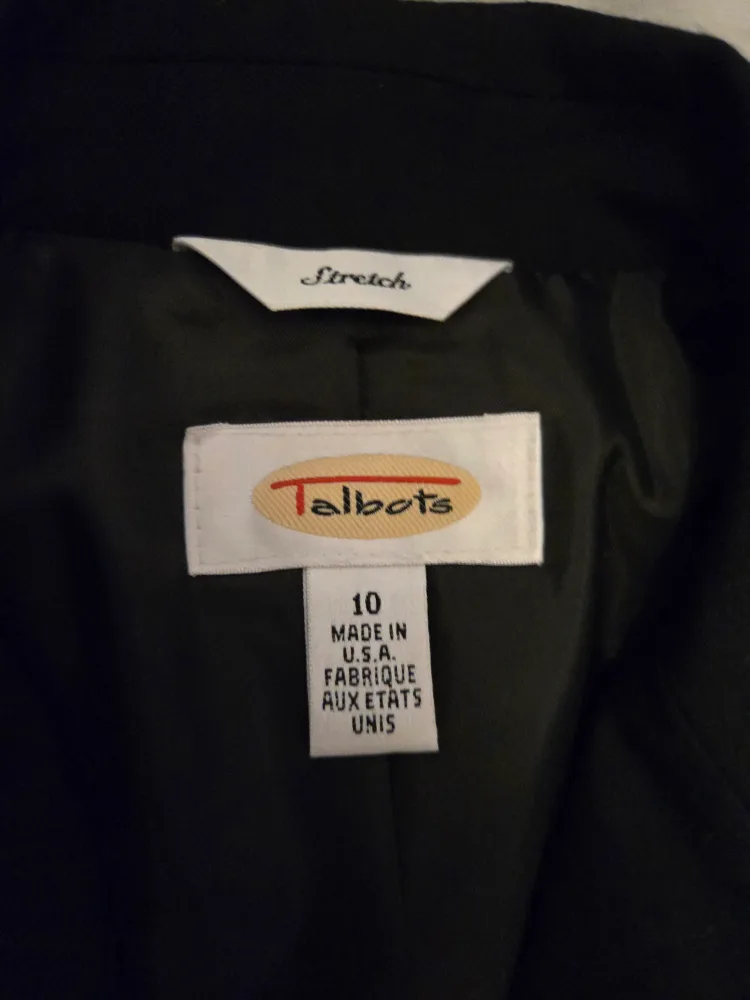 Stretch
Talbots
10
MADE IN
U.S.A.
FABRIQUE
AUX ETATS
UNIS